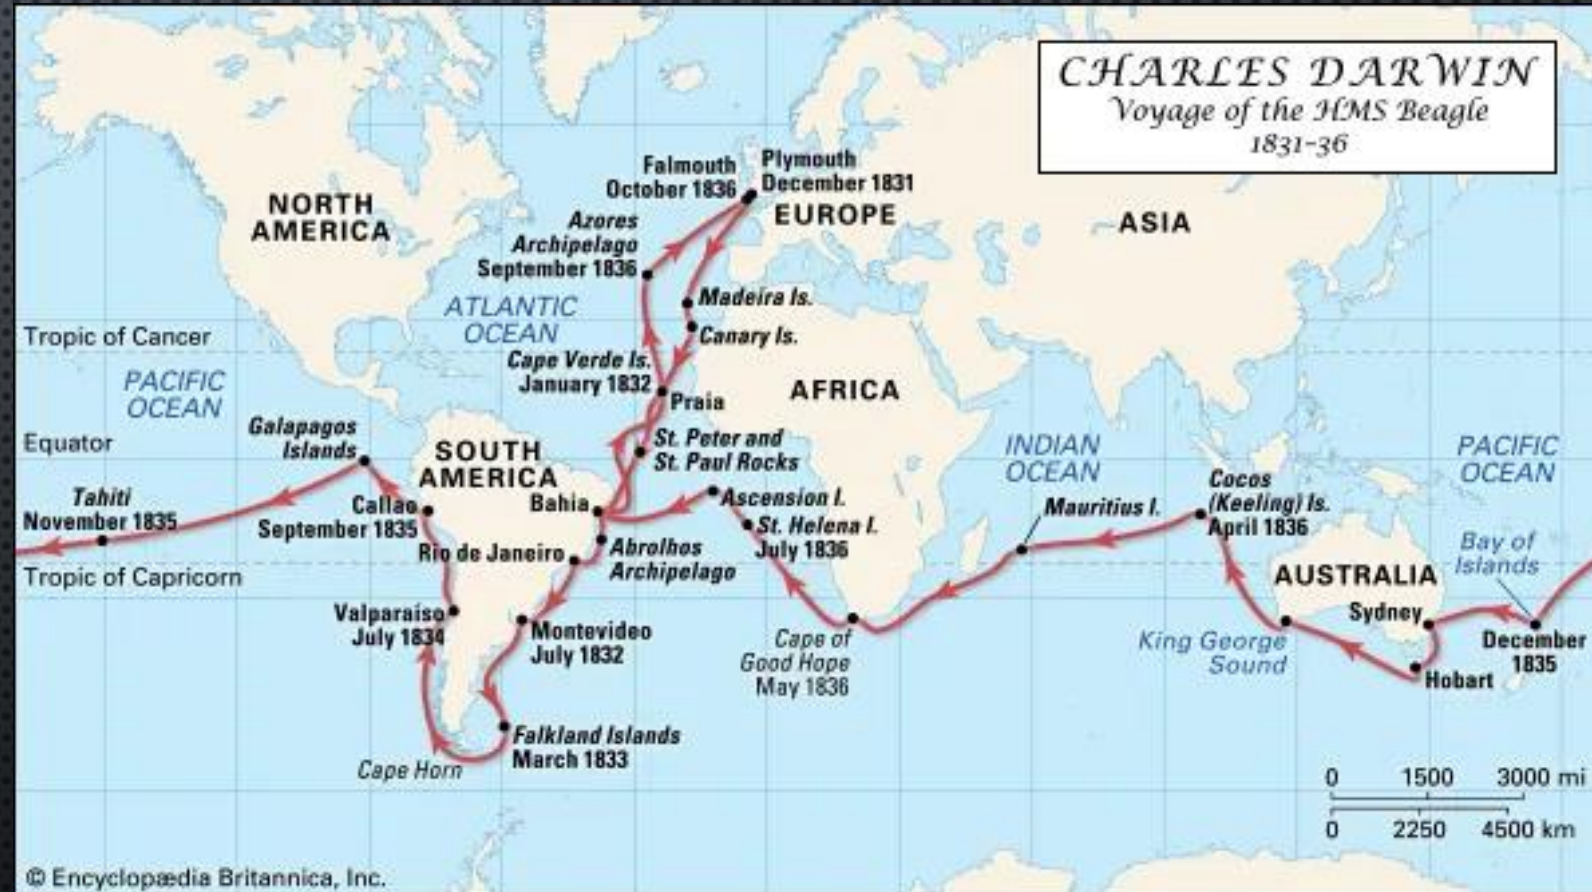 CHARLES DARWIN
Voyage of the HMS Beagle
1831–36
Falmouth
October 1836
Plymouth
December 1831
NORTH
AMERICA
EUROPE
ASIA
Azores
Archipelago
September 1836
ATLANTIC
OCEAN
Madeira Is.
Canary Is.
Tropic of Cancer
Cape Verde Is.
January 1832
Praia
AFRICA
PACIFIC
OCEAN
Galapagos
Islands
Equator
SOUTH
AMERICA
St. Peter and
St. Paul Rocks
INDIAN
OCEAN
PACIFIC
OCEAN
Tahiti
November 1835
Callao
September 1835
Bahia
Ascension I.
St. Helena I.
July 1836
Mauritius I.
Cocos
(Keeling) Is.
April 1836
Rio de Janeiro
Abrolhos
Archipelago
Bay of
Islands
Tropic of Capricorn
AUSTRALIA
Valparaiso
July 1834
Montevideo
July 1832
Cape of
Good Hope
May 1836
King George
Sound
Sydney
December
1835
Hobart
Falkland Islands
March 1833
Cape Horn
0 1500 3000 mi
0 2250 4500 km
© Encyclopædia Britannica, Inc.